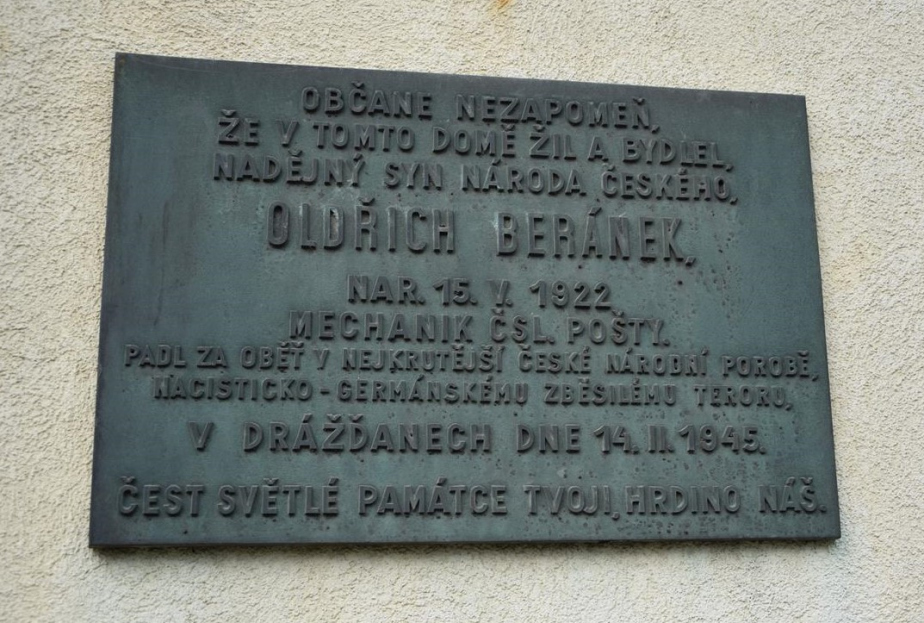 OBČANE NEZAPOMEŇ,
ŽE V TOMTO DOMĚ ŽIL A BYDLEL,
NADĚJNÝ SYN NÁRODA ČESKÉHO,
OLDŘICH BERÁNEK,
NAR. 15. V. 1922
MECHANIK ČSL. POŠTY.
PADL ZA OBĚŤ V NEJKRUTĚJŠÍ ČESKÉ NÁRODNÍ POROBĚ,
NACISTICKO-GERMÁNSKÉMU ZBĚSILÉMU TERORU,
V DRÁŽĎANECH DNE 14. II. 1945.
ČEST SVĚTLÉ PAMÁTCE TVOJI, HRDINO NÁŠ.